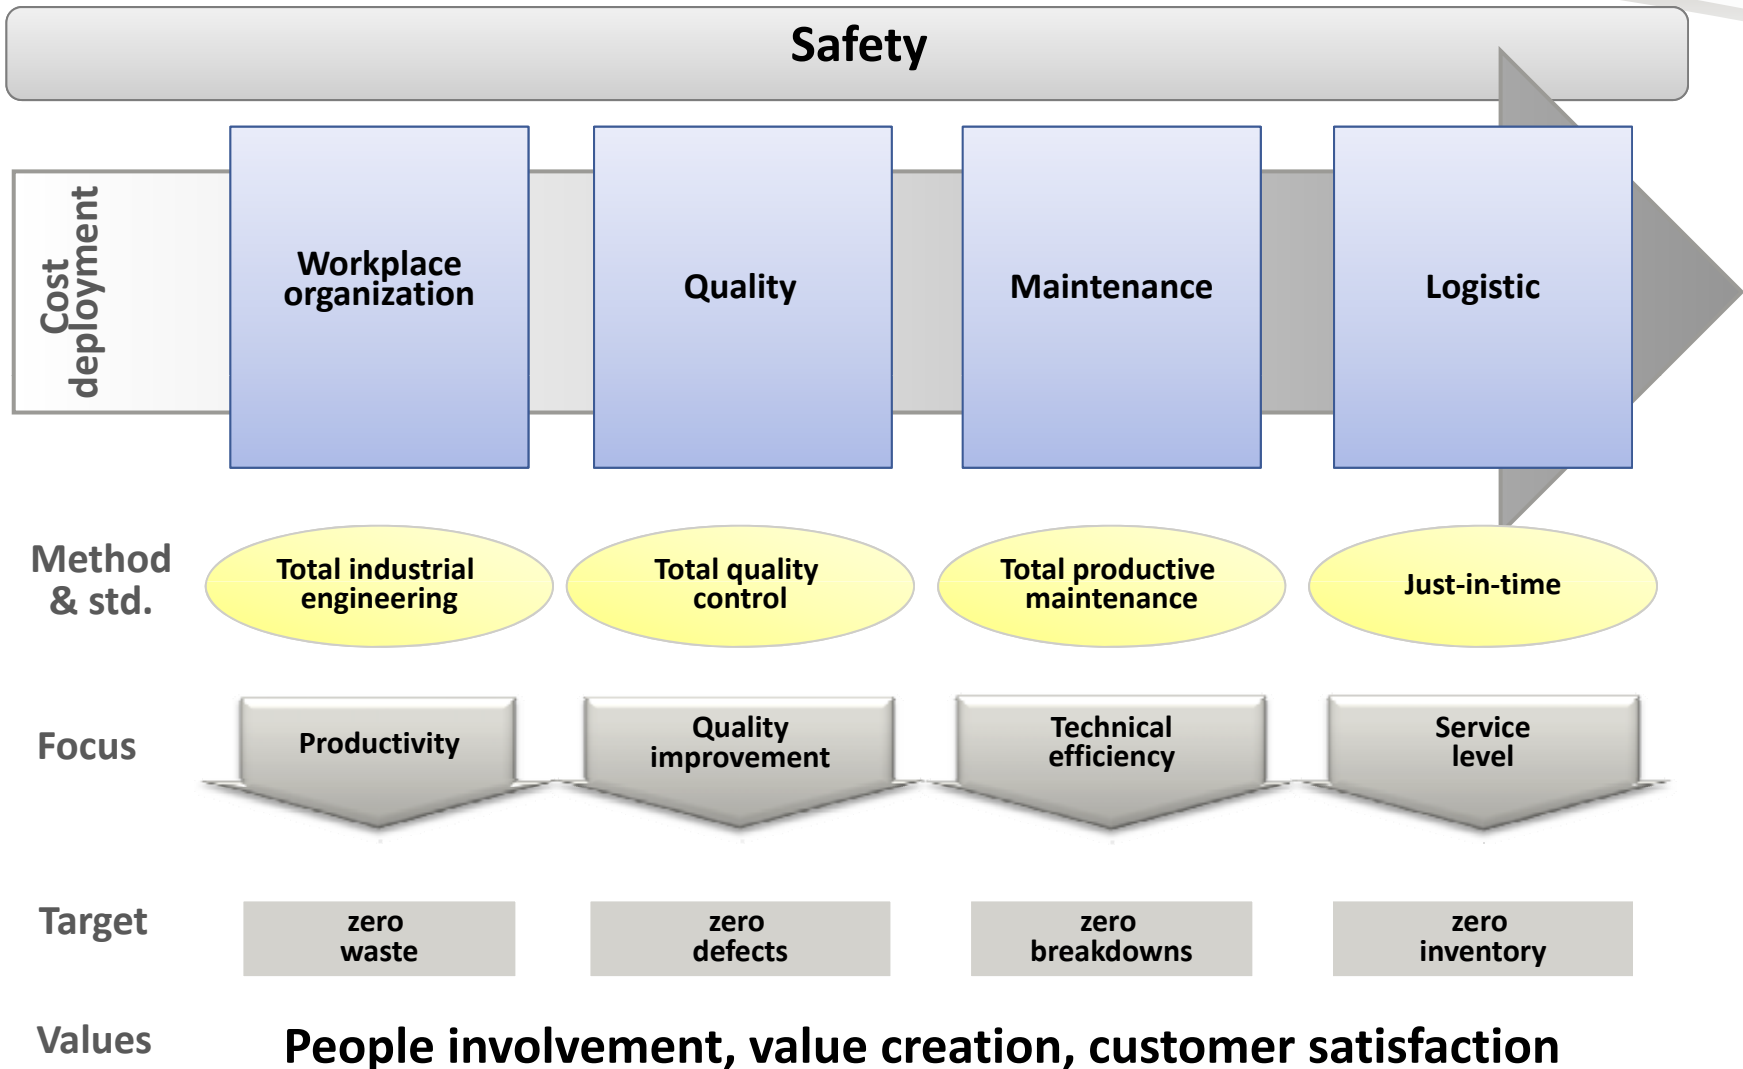 Safety
Cost
deployment
Workplace
organization
Quality
Maintenance
Logistic
Method
& std.
Total industrial
engineering
Total quality
control
Total productive
maintenance
Just-in-time
Focus
Productivity
Quality
improvement
Technical
efficiency
Service
level
Target
zero
waste
zero
defects
zero
breakdowns
zero
inventory
Values
People involvement, value creation, customer satisfaction